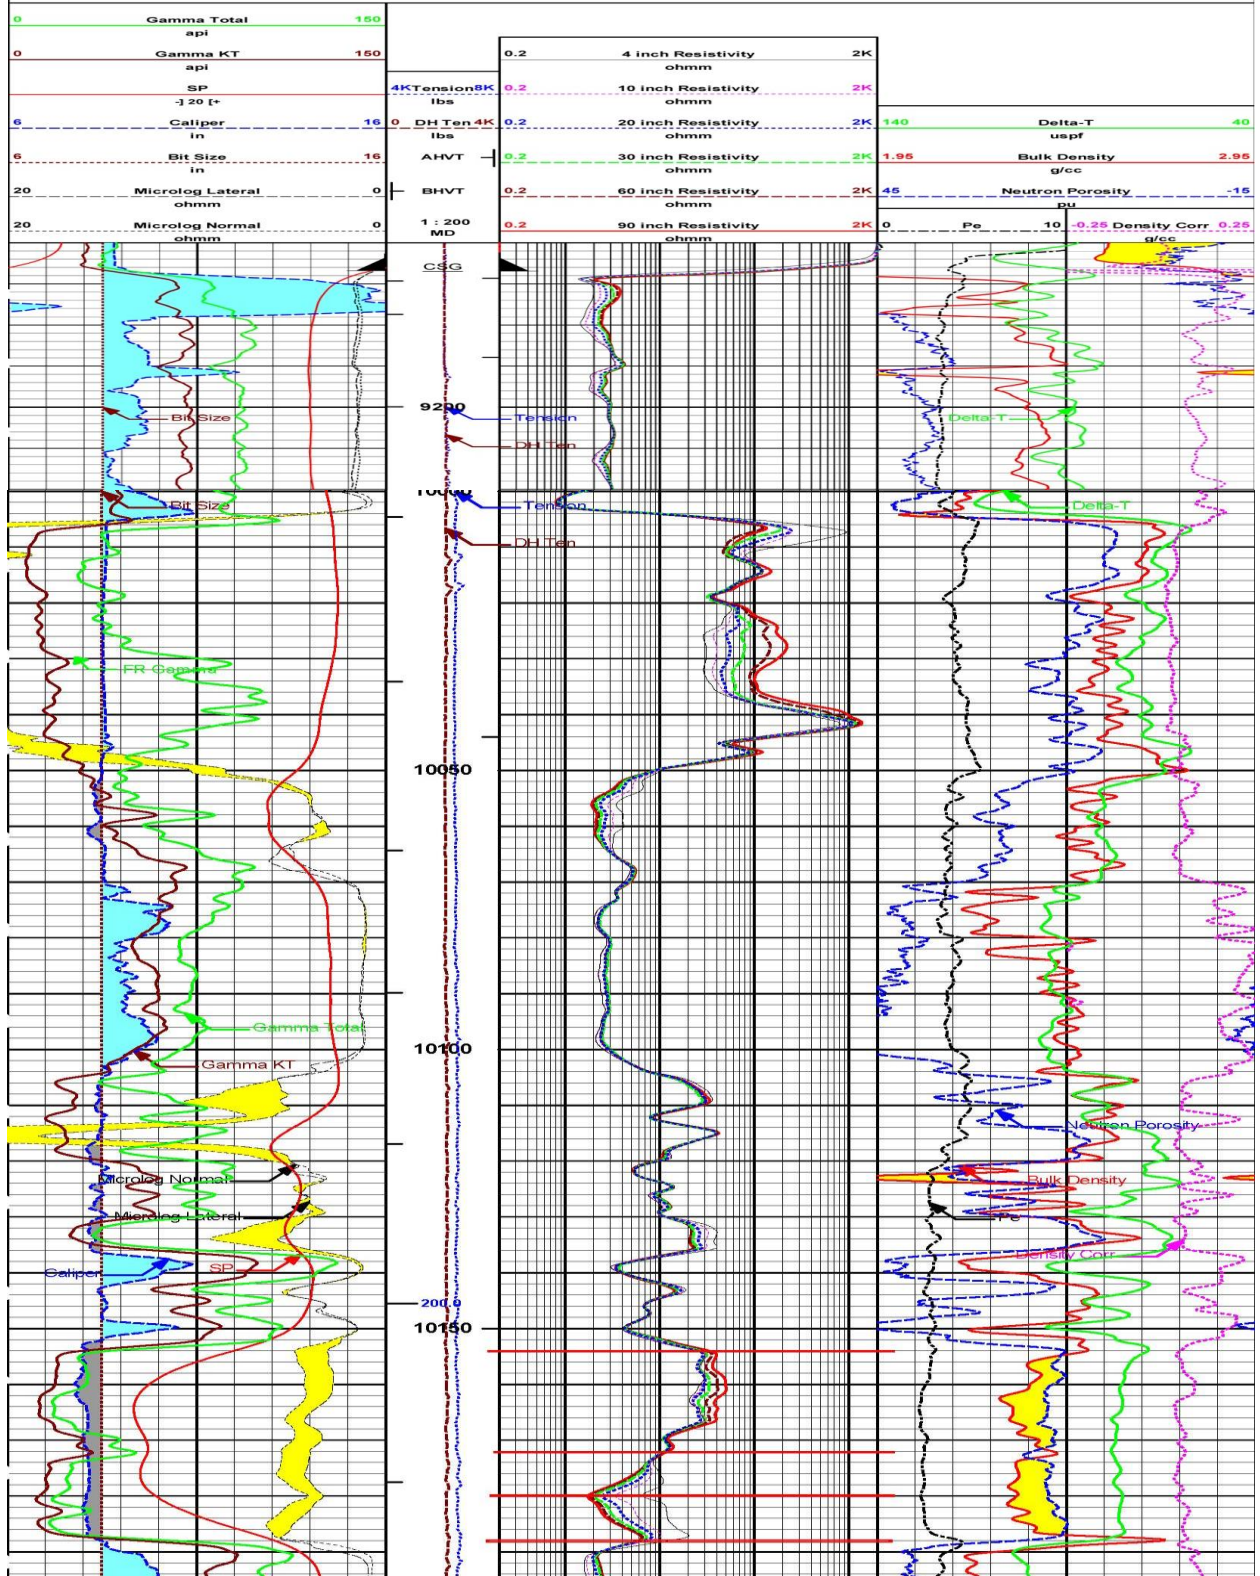 0 Gamma Total 150
api
0 Gamma KT 150
api
SP
-] 20 [+
6 Caliper 16
in
6 Bit Size 16
in
20 Microlog Lateral 0
ohmm
20 Microlog Normal 0
ohmm
4K Tension 8K
lbs
0 DH Ten 4K
lbs
AHVT
BHVT
1 : 200
MD
0.2 4 inch Resistivity 2K
ohmm
0.2 10 inch Resistivity 2K
ohmm
0.2 20 inch Resistivity 2K
ohmm
0.2 30 inch Resistivity 2K
ohmm
0.2 60 inch Resistivity 2K
ohmm
0.2 90 inch Resistivity 2K
ohmm
140 Delta-T 40
uspf
1.95 Bulk Density 2.95
g/cc
45 Neutron Porosity -15
pu
0 Pe 10 -0.25 Density Corr 0.25
g/cc
CSG
9200
Bit Size Tension Delta-T
DH Ten
10000
Bit Size Tension Delta-T
DH Ten
FR Gamma
10050
Gamma Total
10100
Gamma KT
Neutron Porosity
Microlog Normal Bulk Density
Microlog Lateral Pe
Density Corr
Caliper SP
200.0
10150